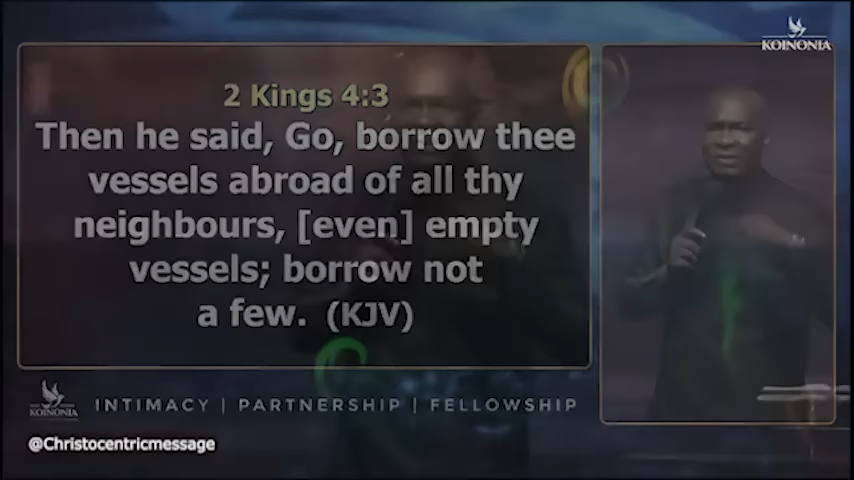 KOINONIA
2 Kings 4:3
Then he said, Go, borrow thee
vessels abroad of all thy
neighbours, [even] empty
vessels; borrow not
a few. (KJV)
KOINONIA
INTIMACY | PARTNERSHIP | FELLOWSHIP
@Christocentricmessage